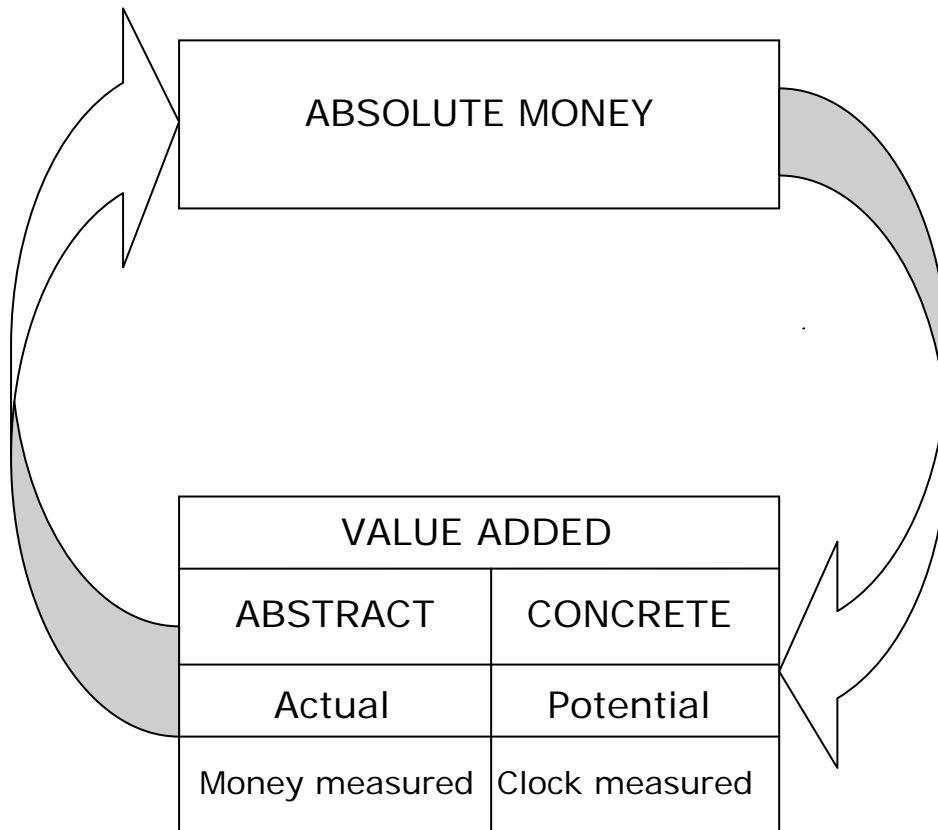 ABSOLUTE MONEY
VALUE ADDED
ABSTRACT CONCRETE
Actual Potential
Money measured Clock measured